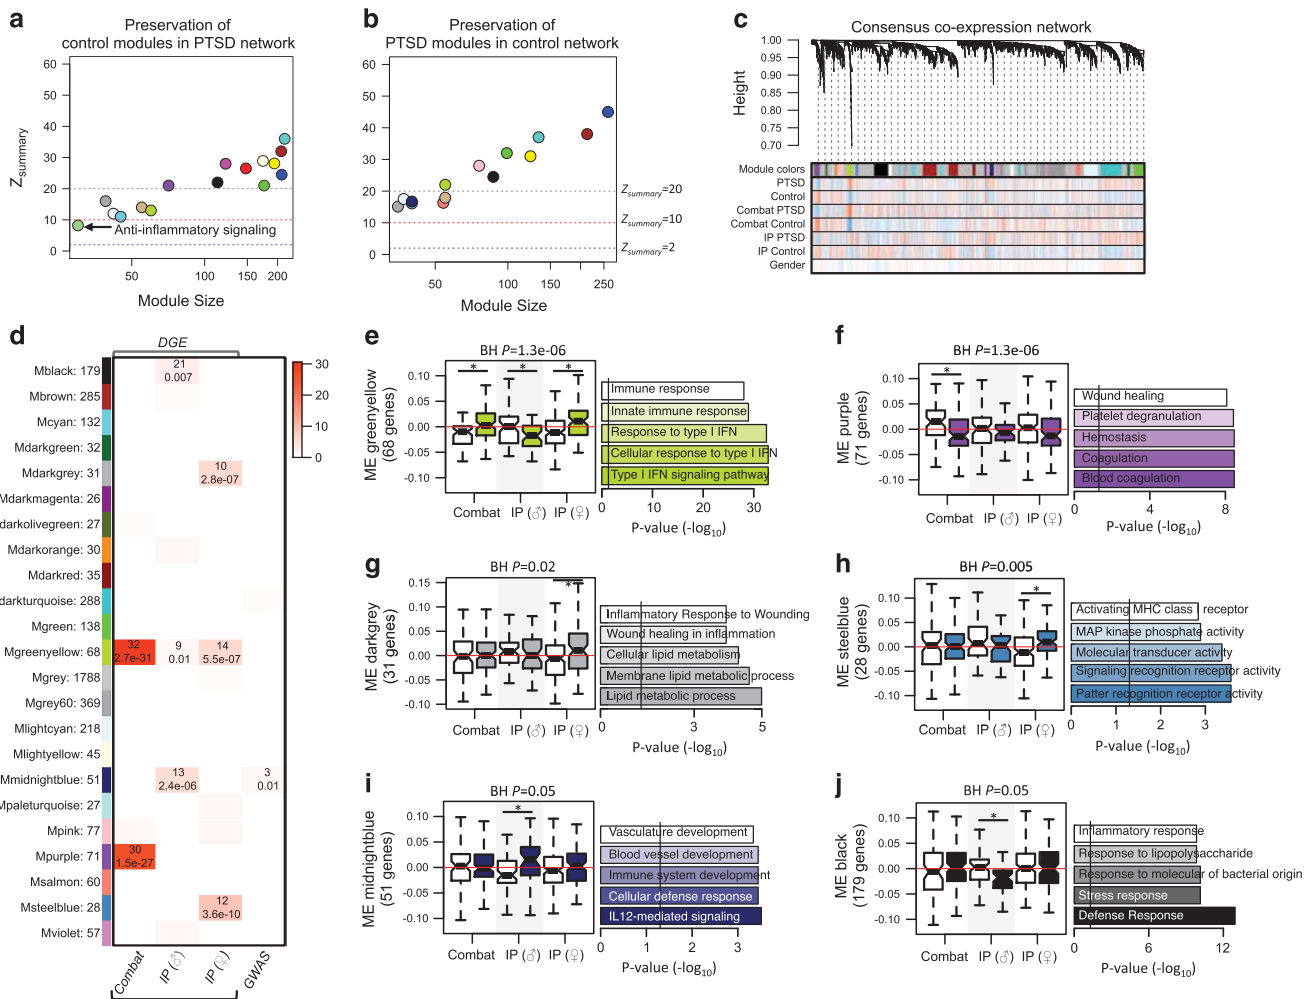 a
Preservation of
control modules in PTSD network
60
50
40
30
20
10
0
Zsummary
Anti-inflammatory signaling
50
100
150
200
Module Size
b
Preservation of
PTSD modules in control network
60
50
40
30
20
10
0
Zsummary=20
Zsummary=10
Zsummary=2
50
100
150
250
Module Size
c
Consensus co-expression network
1.00
0.95
0.90
0.85
0.80
0.75
0.70
Height
Module colors
PTSD
Control
Combat PTSD
Combat Control
IP PTSD
IP Control
Gender
d
DGE
Mblack: 179
21
0.007
Mbrown: 285
Mcyan: 132
Mdarkgreen: 32
Mdarkgrey: 31
10
2.8e-07
Mdarkmagenta: 26
darkolivegreen: 27
Mdarkorange: 30
Mdarkred: 35
darkturquoise: 288
Mgreen: 138
Mgreenyellow: 68
32
2.7e-31
9
0.01
14
5.5e-07
Mgrey: 1788
Mgrey60: 369
Mlightcyan: 218
Mlightyellow: 45
Mmidnightblue: 51
13
2.4e-06
3
0.01
Mpaleturquoise: 27
Mpink: 77
Mpurple: 71
30
1.5e-27
Msalmon: 60
Msteelblue: 28
12
3.6e-10
Mviolet: 57
Combat
IP (♂)
IP (♀)
GWAS
30
20
10
0
e
BH P=1.3e-06
ME greenyellow
(68 genes)
0.10
0.05
0.00
-0.05
-0.10
* * *
Combat IP (♂) IP (♀)
Immune response
Innate immune response
Response to type I IFN
Cellular response to type I IFN
Type I IFN signaling pathway
0 10 20 30
P-value (-log10)
f
BH P=1.3e-06
ME purple
(71 genes)
0.10
0.05
0.00
-0.05
-0.10
*
Combat IP (♂) IP (♀)
Wound healing
Platelet degranulation
Hemostasis
Coagulation
Blood coagulation
0 4 8
P-value (-log10)
g
BH P=0.02
ME darkgrey
(31 genes)
0.15
0.10
0.05
0.00
-0.05
-0.10
*
Combat IP (♂) IP (♀)
Inflammatory Response to Wounding
Wound healing in inflammation
Cellular lipid metabolism
Membrane lipid metabolic process
Lipid metabolic process
0 3 5
P-value (-log10)
h
BH P=0.005
ME steelblue
(28 genes)
0.10
0.05
0.00
-0.05
-0.10
*
Combat IP (♂) IP (♀)
Activating MHC class I receptor
MAP kinase phosphate activity
Molecular transducer activity
Signaling recognition receptor activity
Patter recognition receptor activity
0 1 2 3
P-value (-log10)
i
BH P=0.05
ME midnightblue
(51 genes)
0.10
0.05
0.00
-0.05
-0.10
*
Combat IP (♂) IP (♀)
Vasculature development
Blood vessel development
Immune system development
Cellular defense response
IL12-mediated signaling
0 1 2 3
P-value (-log10)
j
BH P=0.05
ME black
(179 genes)
0.10
0.05
0.00
-0.05
-0.10
*
Combat IP (♂) IP (♀)
Inflammatory response
Response to lipopolysaccharide
Response to molecular of bacterial origin
Stress response
Defense Response
0 6 12
P-value (-log10)